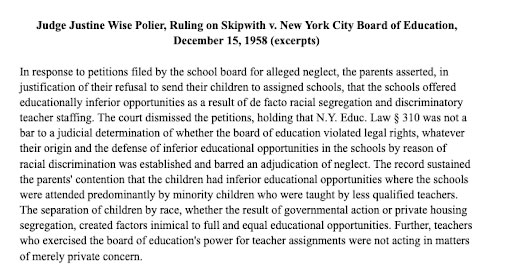 Judge Justine Wise Polier, Ruling on Skipwith v. New York City Board of Education,
December 15, 1958 (excerpts)
In response to petitions filed by the school board for alleged neglect, the parents asserted, in
justification of their refusal to send their children to assigned schools, that the schools offered
educationally inferior opportunities as a result of de facto racial segregation and discriminatory
teacher staffing. The court dismissed the petitions, holding that N.Y. Educ. Law § 310 was not a
bar to a judicial determination of whether the board of education violated legal rights, whatever
their origin and the defense of inferior educational opportunities in the schools by reason of
racial discrimination was established and barred an adjudication of neglect. The record sustained
the parents' contention that the children had inferior educational opportunities where the schools
were attended predominantly by minority children who were taught by less qualified teachers.
The separation of children by race, whether the result of governmental action or private housing
segregation, created factors inimical to full and equal educational opportunities. Further, teachers
who exercised the board of education's power for teacher assignments were not acting in matters
of merely private concern.